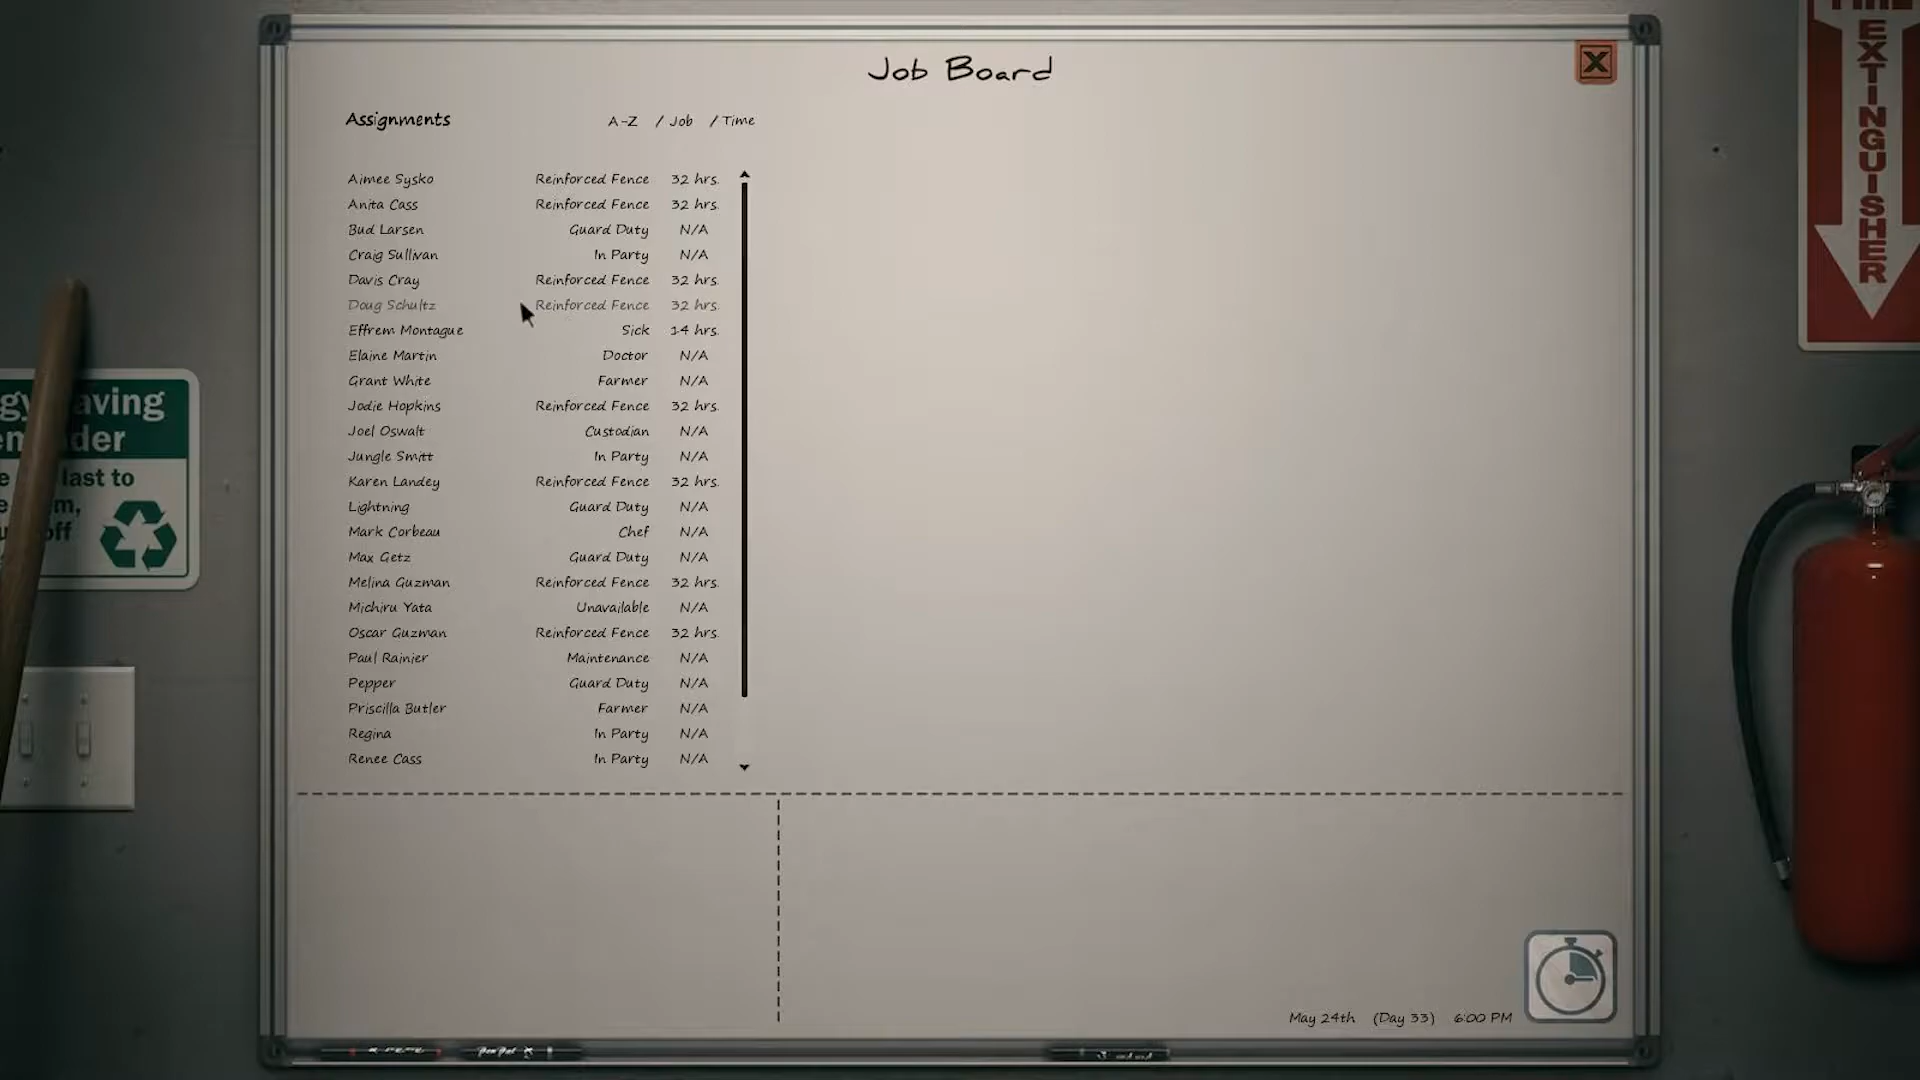 Job Board
X
Assignments A-Z / Job / Time
Aimee Sysko Reinforced Fence 32 hrs.
Anita Cass Reinforced Fence 32 hrs.
Bud Larsen Guard Duty N/A
Craig Sullivan In Party N/A
Davis Cray Reinforced Fence 32 hrs.
Doug Schultz Reinforced Fence 32 hrs.
Effrem Montague Sick 14 hrs.
Elaine Martin Doctor N/A
Grant White Farmer N/A
Jodie Hopkins Reinforced Fence 32 hrs.
Joel Oswalt Custodian N/A
Jungle Smitt In Party N/A
Karen Landey Reinforced Fence 32 hrs.
Lightning Guard Duty N/A
Mark Corbeau Chef N/A
Max Getz Guard Duty N/A
Melina Guzman Reinforced Fence 32 hrs.
Michiru Yata Unavailable N/A
Oscar Guzman Reinforced Fence 32 hrs.
Paul Rainier Maintenance N/A
Pepper Guard Duty N/A
Priscilla Butler Farmer N/A
Regina In Party N/A
Renee Cass In Party N/A
May 24th (Day 33) 6:00 PM
EXTINGUISHER
last to
off